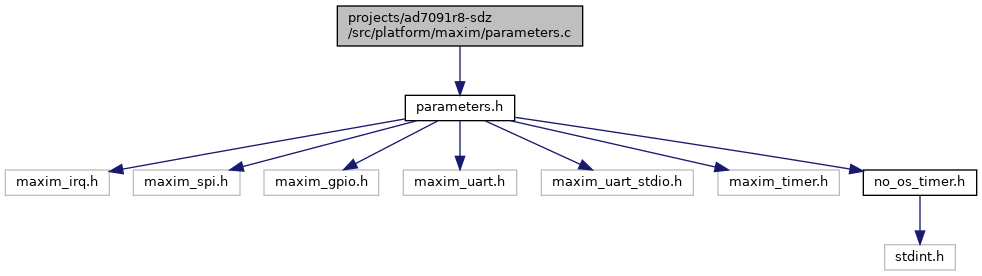 projects/ad7091r8-sdz
/src/platform/maxim/parameters.c
parameters.h
maxim_irq.h
maxim_spi.h
maxim_gpio.h
maxim_uart.h
maxim_uart_stdio.h
maxim_timer.h
no_os_timer.h
stdint.h